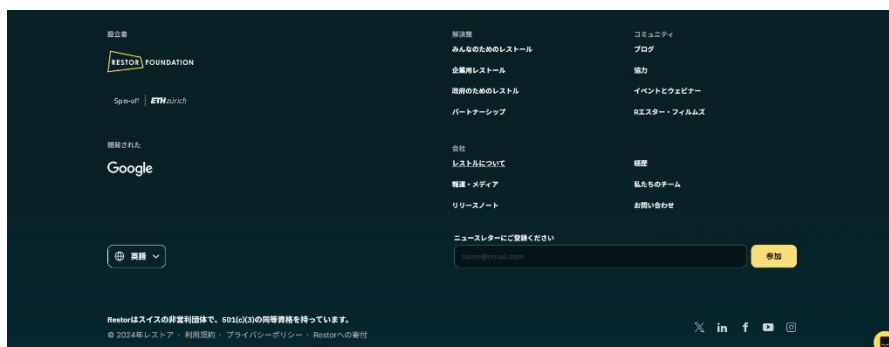 設立者
RESTOR FOUNDATION
Spin-off ETH zürich
開発された
Google
英語
解決策
みんなのためのレストール
企業用レストール
政府のためのレストル
パートナーシップ
コミュニティ
ブログ
協力
イベントとウェビナー
Rエスター・フィルムズ
会社
レストルについて
報道・メディア
リリースノート
経歴
私たちのチーム
お問い合わせ
ニュースレターにご登録ください
name@email.com
参加
Restorはスイスの非営利団体で、501(c)(3)の同等資格を持っています。
© 2024年レストア · 利用規約 · プライバシーポリシー · Restorへの寄付